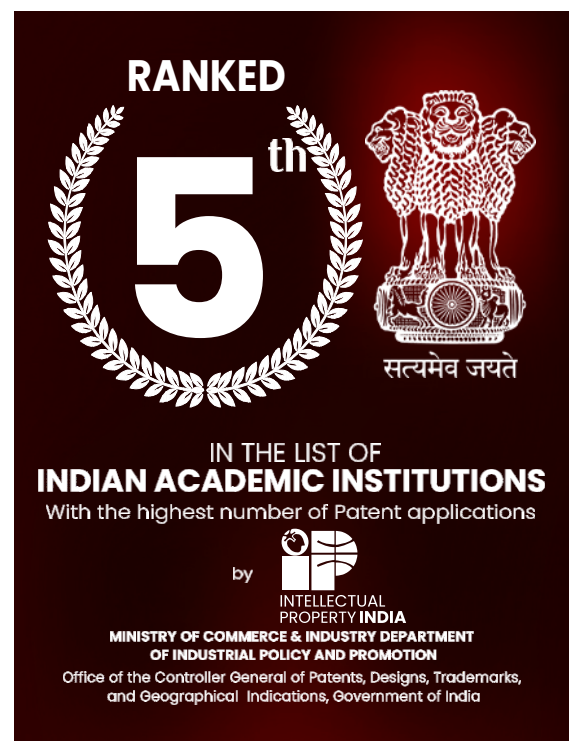 RANKED
5th
सत्यमेव जयते
IN THE LIST OF
INDIAN ACADEMIC INSTITUTIONS
With the highest number of Patent applications
by
iP
INTELLECTUAL
PROPERTY INDIA
MINISTRY OF COMMERCE & INDUSTRY DEPARTMENT
OF INDUSTRIAL POLICY AND PROMOTION
Office of the Controller General of Patents, Designs, Trademarks,
and Geographical Indications, Government of India